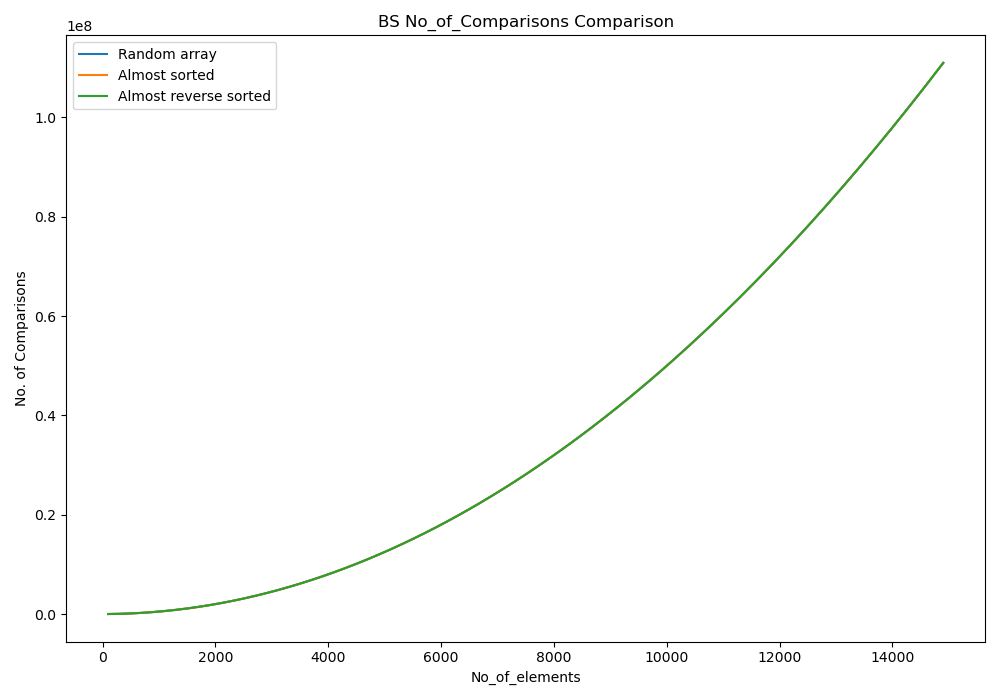 BS No_of_Comparisons Comparison
1e8
Random array
Almost sorted
Almost reverse sorted
1.0
0.8
0.6
0.4
0.2
0.0
No. of Comparisons
0 2000 4000 6000 8000 10000 12000 14000
No_of_elements